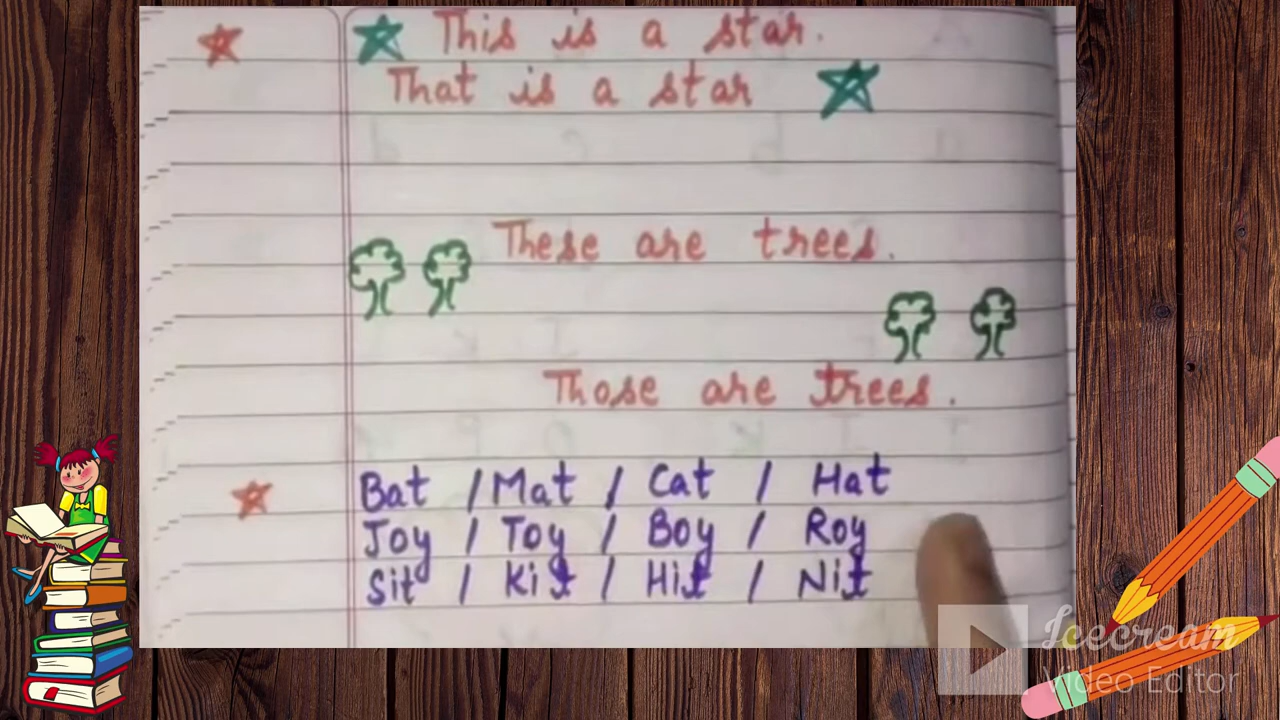 This is a star.
That is a star
These are trees.
Those are trees.
Bat / Mat / Cat / Hat
Joy / Toy / Boy / Roy
Sit / Kit / Hit / Nit
Icecream
Video Editor